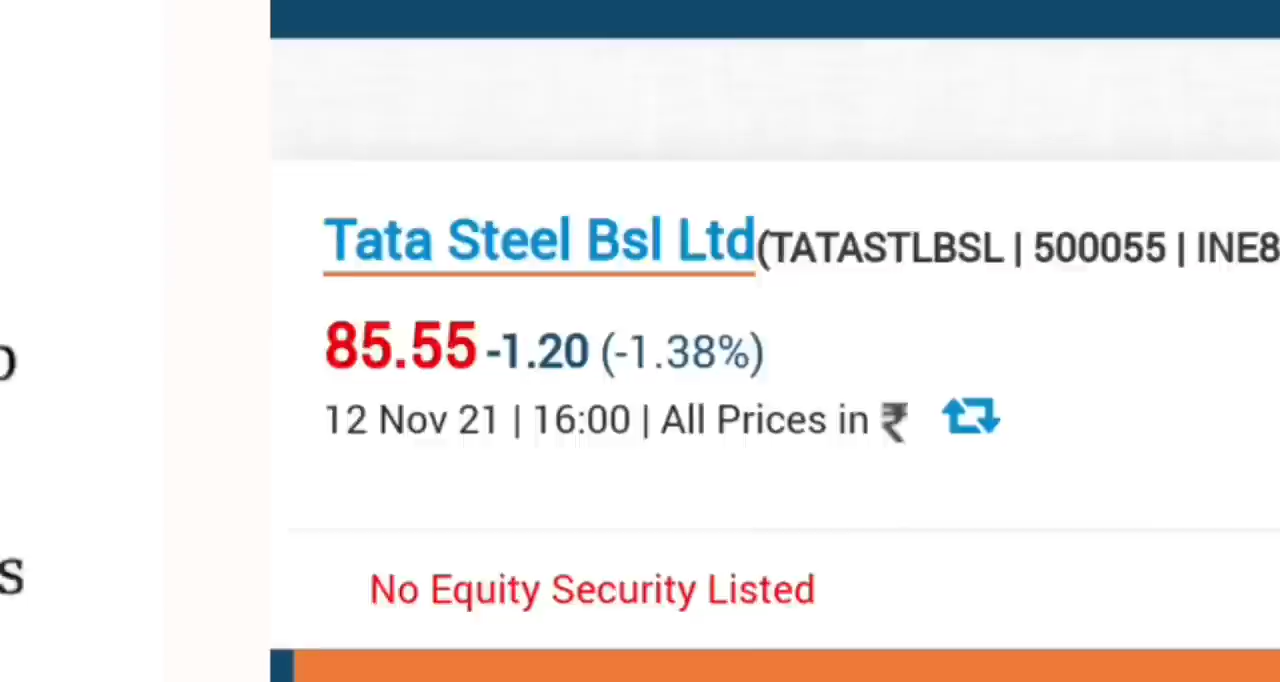 Tata Steel Bsl Ltd(TATASTLBSL | 500055 | INE8
85.55 -1.20 (-1.38%)
12 Nov 21 | 16:00 | All Prices in ₹
No Equity Security Listed
s